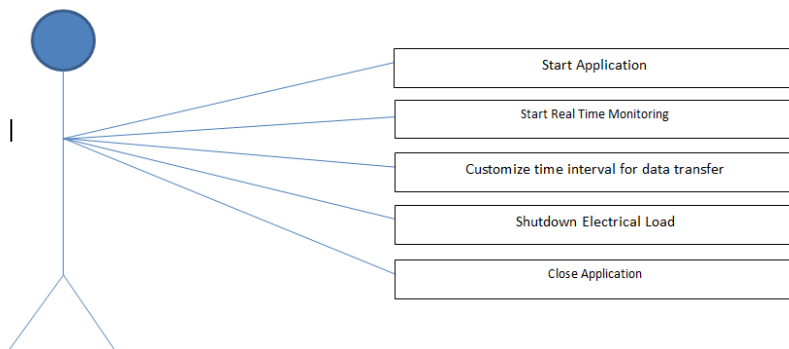 Start Application
Start Real Time Monitoring
Customize time interval for data transfer
Shutdown Electrical Load
Close Application